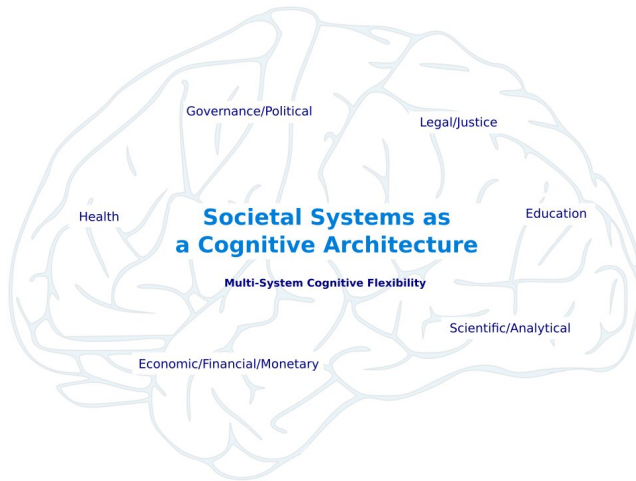 Governance/Political
Legal/Justice
Health
Societal Systems as
a Cognitive Architecture
Education
Multi-System Cognitive Flexibility
Scientific/Analytical
Economic/Financial/Monetary